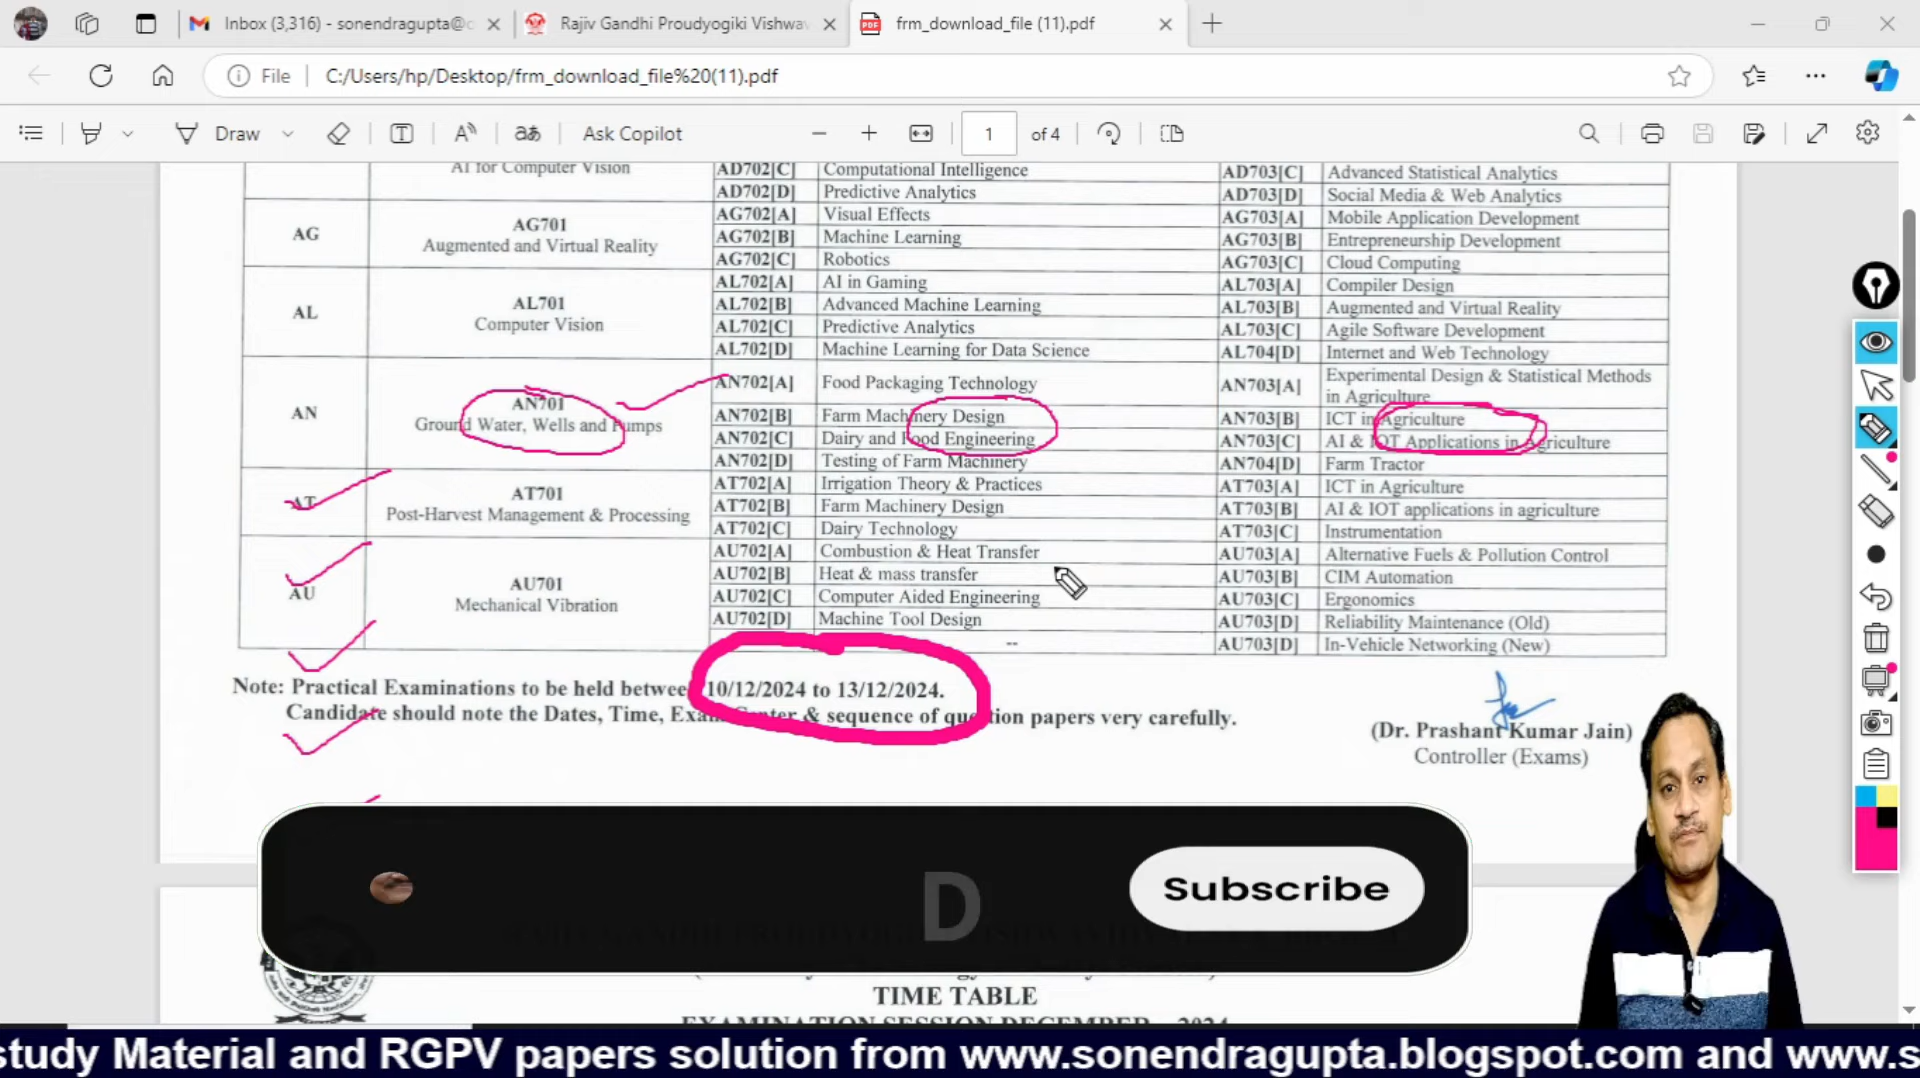 Inbox (3,316) - sonendragupta@
Rajiv Gandhi Proudyogiki Vishwav
frm_download_file (11).pdf
File
C:/Users/hp/Desktop/frm_download_file%20(11).pdf
Draw
Ask Copilot
1
of 4
AI for Computer Vision
AD702[C] Computational Intelligence AD703[C] Advanced Statistical Analytics
AD702[D] Predictive Analytics AD703[D] Social Media & Web Analytics
AG
AG701
Augmented and Virtual Reality
AG702[A] Visual Effects AG703[A] Mobile Application Development
AG702[B] Machine Learning AG703[B] Entrepreneurship Development
AG702[C] Robotics AG703[C] Cloud Computing
AL
AL701
Computer Vision
AL702[A] AI in Gaming AL703[A] Compiler Design
AL702[B] Advanced Machine Learning AL703[B] Augmented and Virtual Reality
AL702[C] Predictive Analytics AL703[C] Agile Software Development
AL702[D] Machine Learning for Data Science AL704[D] Internet and Web Technology
AN
AN701
Ground Water, Wells and Pumps
AN702[A] Food Packaging Technology AN703[A] Experimental Design & Statistical Methods
in Agriculture
AN702[B] Farm Machinery Design AN703[B] ICT in Agriculture
AN702[C] Dairy and Food Engineering AN703[C] AI & IOT Applications in Agriculture
AN702[D] Testing of Farm Machinery AN704[D] Farm Tractor
AT
AT701
Post-Harvest Management & Processing
AT702[A] Irrigation Theory & Practices AT703[A] ICT in Agriculture
AT702[B] Farm Machinery Design AT703[B] AI & IOT applications in agriculture
AT702[C] Dairy Technology AT703[C] Instrumentation
AU
AU701
Mechanical Vibration
AU702[A] Combustion & Heat Transfer AU703[A] Alternative Fuels & Pollution Control
AU702[B] Heat & mass transfer AU703[B] CIM Automation
AU702[C] Computer Aided Engineering AU703[C] Ergonomics
AU702[D] Machine Tool Design AU703[D] Reliability Maintenance (Old)
-- AU703[D] In-Vehicle Networking (New)
Note: Practical Examinations to be held between 10/12/2024 to 13/12/2024.
Candidate should note the Dates, Time, Exam Center & sequence of question papers very carefully.
(Dr. Prashant Kumar Jain)
Controller (Exams)
D
Subscribe
TIME TABLE
EXAMINATION SESSION DECEMBER - 2024
study Material and RGPV papers solution from www.sonendragupta.blogspot.com and www.s